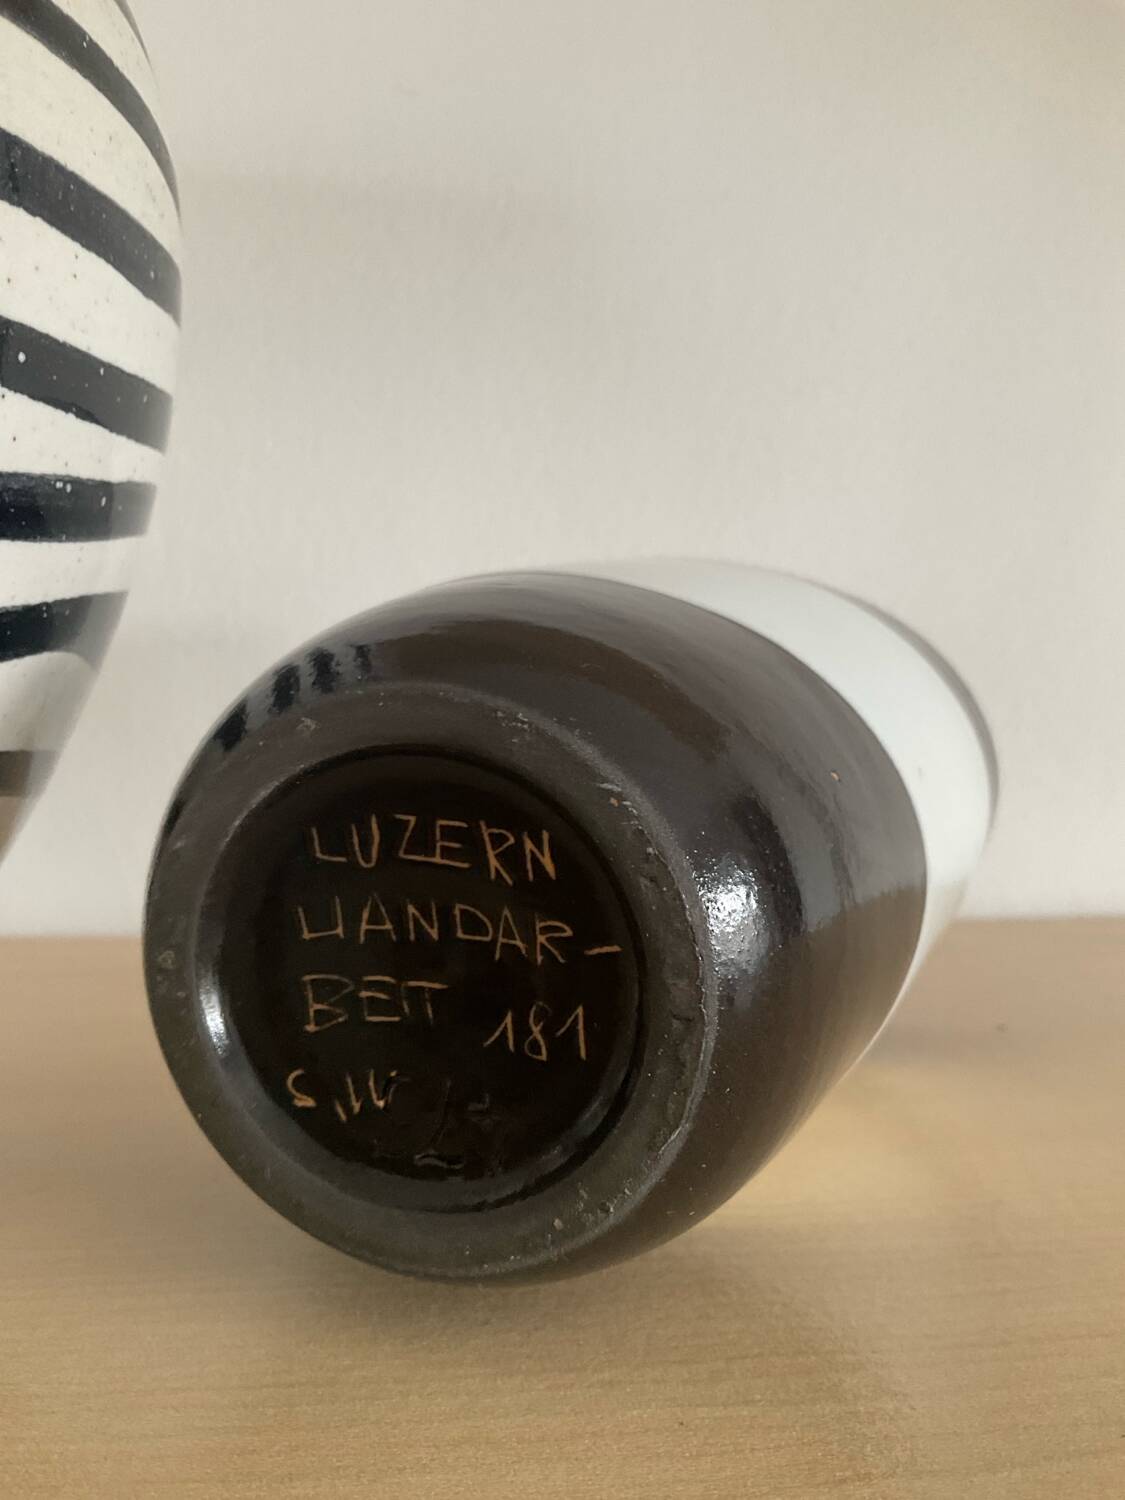 LUZERN
HANDAR-
BEIT 181